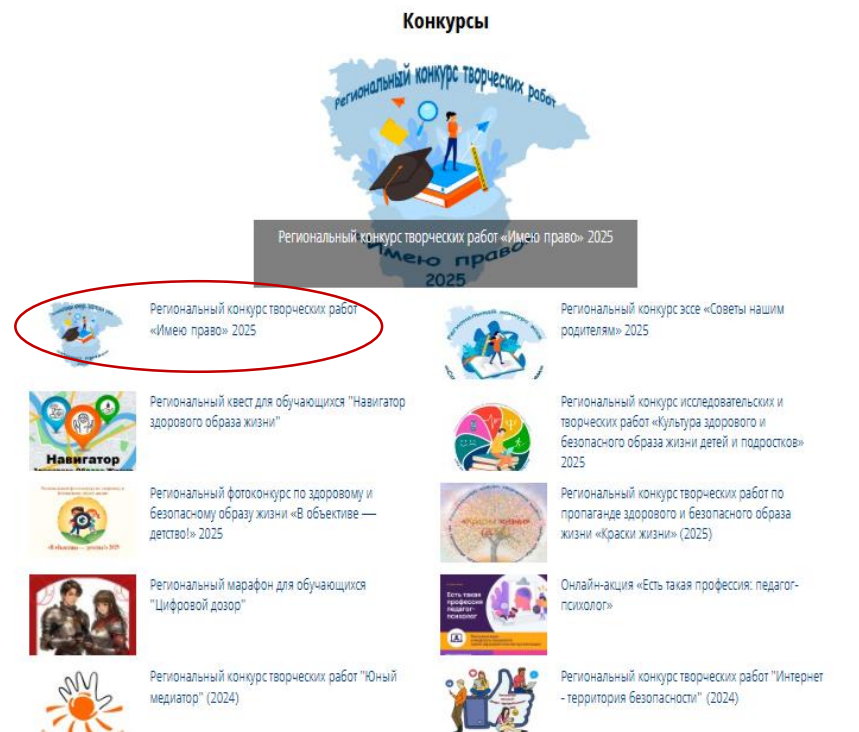 Конкурсы
Региональный конкурс творческих работ
Региональный конкурс творческих работ «Имею право» 2025
Имею право
2025
Региональный конкурс творческих работ
«Имею право» 2025
Региональный конкурс эссе «Советы нашим
родителям» 2025
Региональный квест для обучающихся "Навигатор
здорового образа жизни"
Навигатор
Региональный конкурс исследовательских и
творческих работ «Культура здорового и
безопасного образа жизни детей и подростков»
2025
Региональный фотоконкурс по здоровому и
безопасному образу жизни «В объективе —
детство!» 2025
«В объективе — детство!» 2025
Региональный конкурс творческих работ по
пропаганде здорового и безопасного образа
жизни «Краски жизни» (2025)
«Краски жизни»
Региональный марафон для обучающихся
"Цифровой дозор"
Онлайн-акция «Есть такая профессия: педагог-
психолог»
Есть такая
профессия
педагог-
психолог
Региональный конкурс творческих работ "Юный
медиатор" (2024)
Региональный конкурс творческих работ "Интернет
- территория безопасности" (2024)